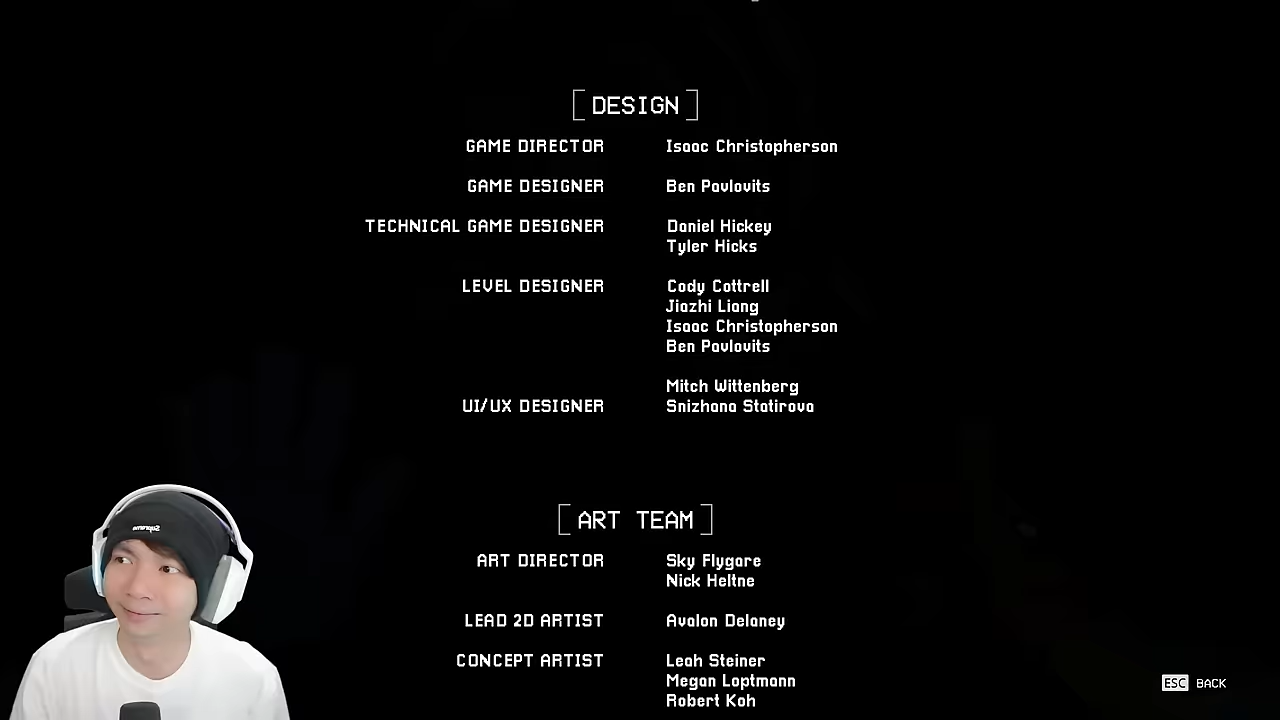 [DESIGN]
GAME DIRECTOR Isaac Christopherson
GAME DESIGNER Ben Pavlovits
TECHNICAL GAME DESIGNER Daniel Hickey
Tyler Hicks
LEVEL DESIGNER Cody Cottrell
Jiazhi Liang
Isaac Christopherson
Ben Pavlovits
Mitch Wittenberg
UI/UX DESIGNER Snizhana Statirova
[ART TEAM]
ART DIRECTOR Sky Flygare
Nick Heltne
LEAD 2D ARTIST Avalon Delaney
CONCEPT ARTIST Leah Steiner
Megan Loptmann
Robert Koh
ESC BACK
Supreme